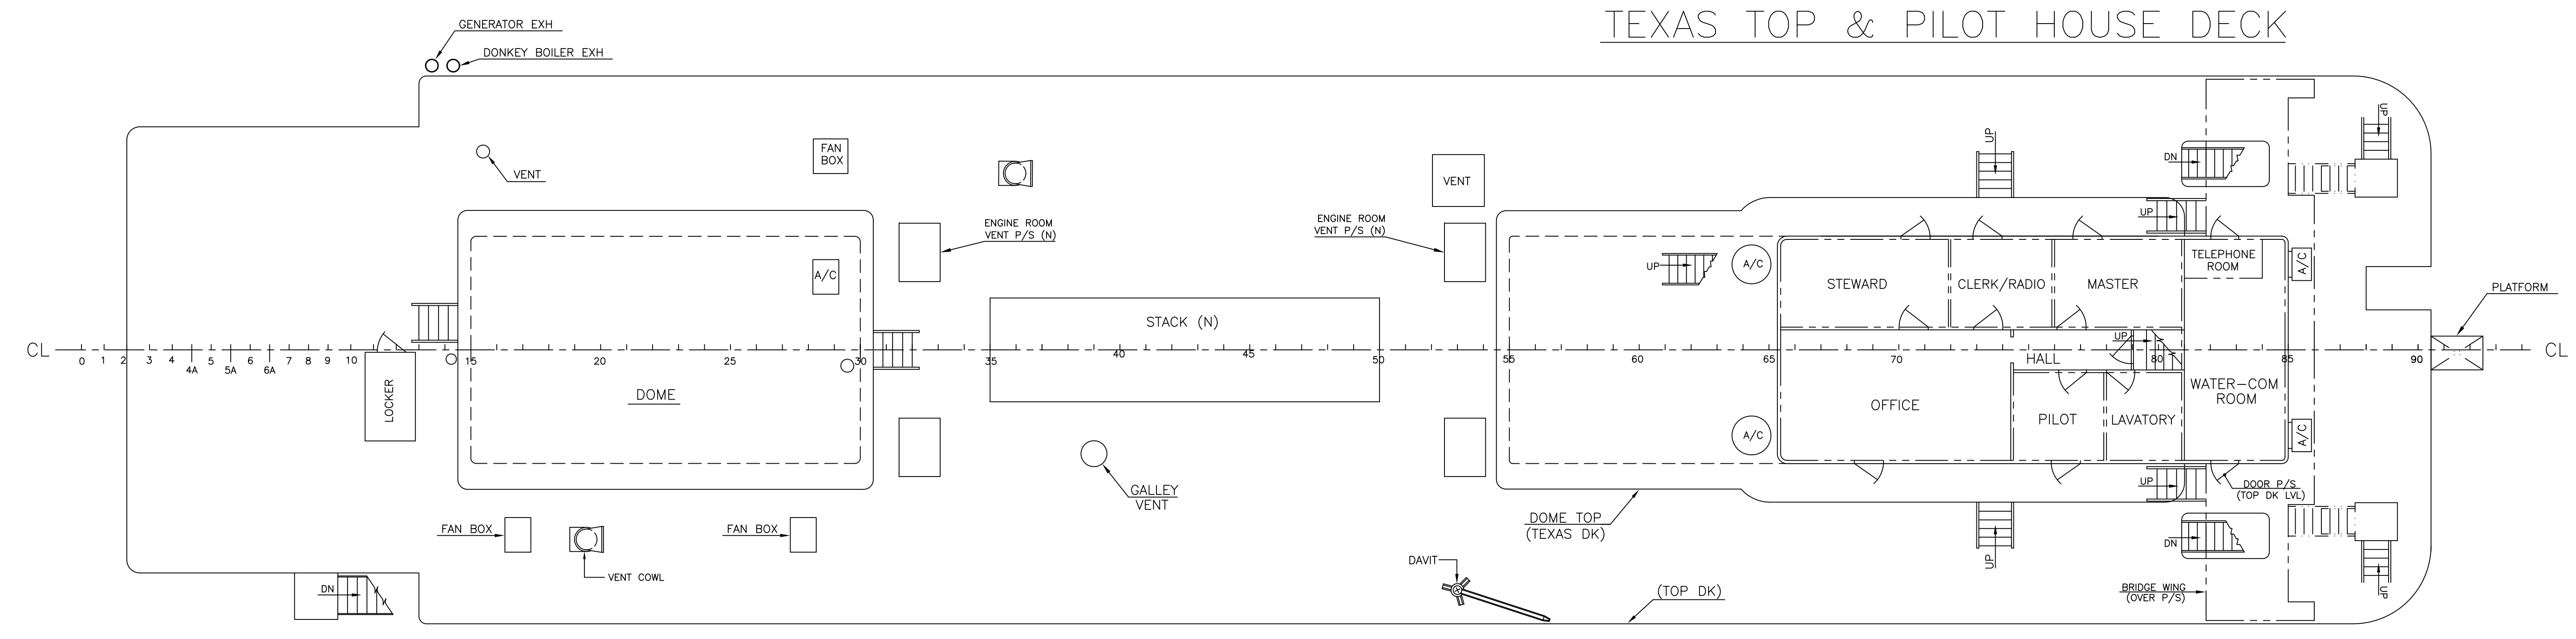 TEXAS TOP & PILOT HOUSE DECK
GENERATOR EXH
DONKEY BOILER EXH
VENT
FAN
BOX
ENGINE ROOM
VENT P/S (N)
ENGINE ROOM
VENT P/S (N)
VENT
UP
DN
UP
A/C
UP
A/C
UP
STEWARD
CLERK/RADIO
MASTER
TELEPHONE
ROOM
A/C
PLATFORM
STACK (N)
CL
0
1
2
3
4
4A
5
5A
6
6A
7
8
9
10
15
20
25
30
35
40
45
50
55
60
65
70
80
85
90
CL
UP
HALL
LOCKER
DOME
OFFICE
PILOT
LAVATORY
WATER-COM
ROOM
A/C
A/C
GALLEY
VENT
FAN BOX
VENT COWL
FAN BOX
DOME TOP
(TEXAS DK)
UP
DOOR P/S
(TOP DK LVL)
UP
DN
UP
DN
DAVIT
(TOP DK)
BRIDGE WING
(OVER P/S)